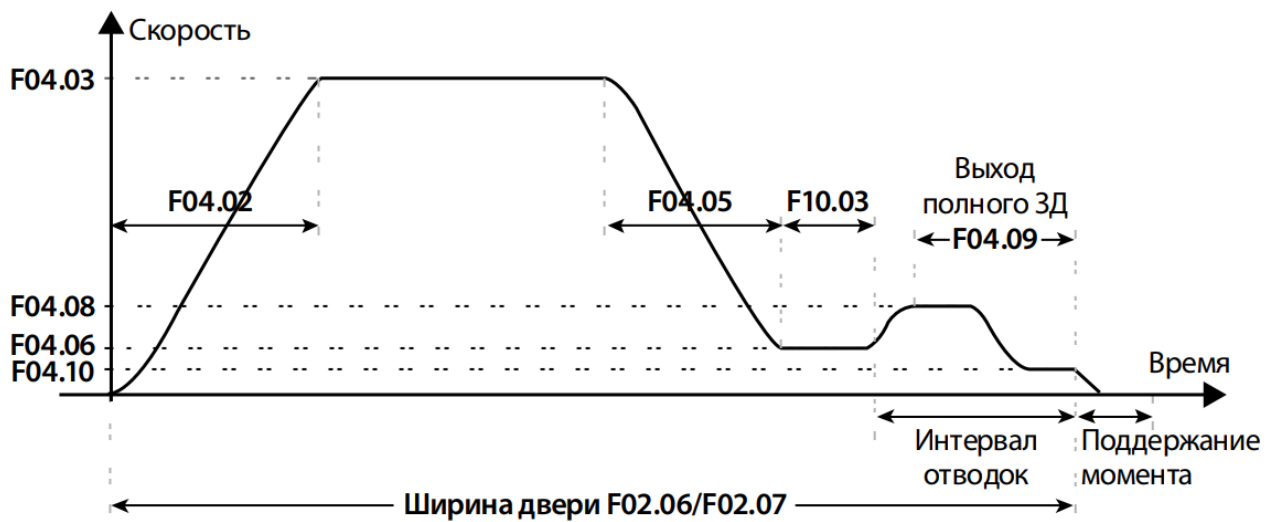 Скорость
F04.03
Выход
полного ЗД
F04.02
F04.05
F10.03
F04.09
F04.08
F04.06
F04.10
Время
Интервал
отводок
Поддержание
момента
Ширина двери F02.06/F02.07